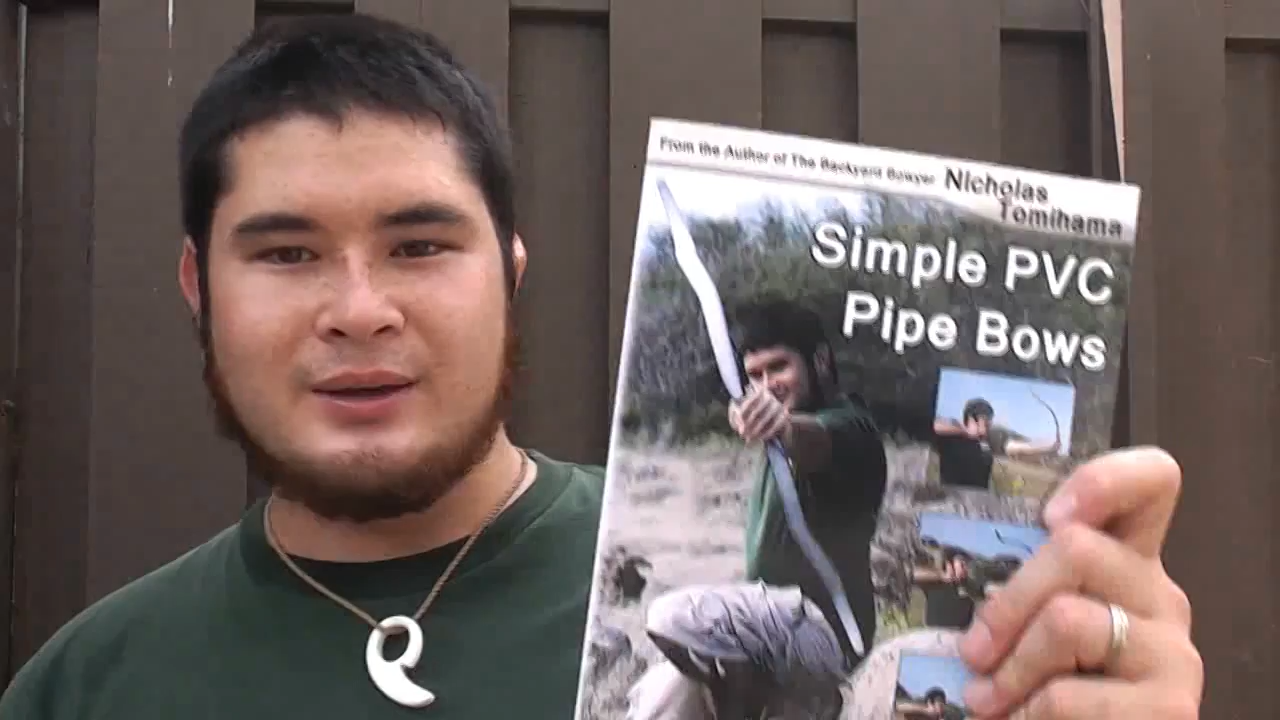 From the Author of The Backyard Bowyer
Nicholas
Tomihama
Simple PVC
Pipe Bows